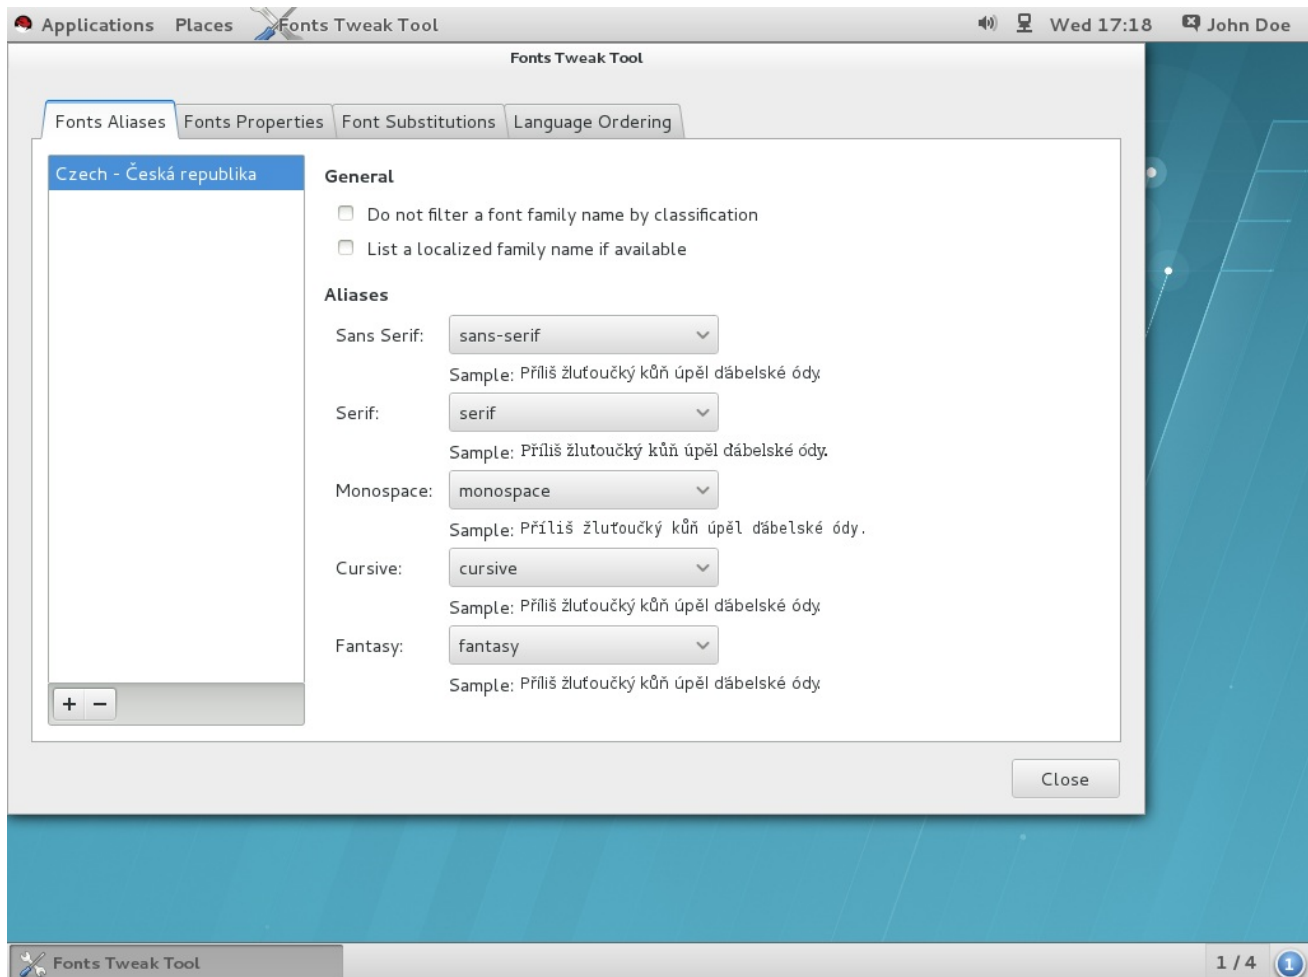 Applications Places Fonts Tweak Tool Wed 17:18 John Doe
Fonts Tweak Tool
Fonts Aliases Fonts Properties Font Substitutions Language Ordering
Czech - Česká republika
General
Do not filter a font family name by classification
List a localized family name if available
Aliases
Sans Serif: sans-serif
Sample: Příliš žluťoučký kůň úpěl ďábelské ódy.
Serif: serif
Sample: Příliš žluťoučký kůň úpěl ďábelské ódy.
Monospace: monospace
Sample: Příliš žluťoučký kůň úpěl ďábelské ódy.
Cursive: cursive
Sample: Příliš žluťoučký kůň úpěl ďábelské ódy.
Fantasy: fantasy
Sample: Příliš žluťoučký kůň úpěl ďábelské ódy.
+ −
Close
Fonts Tweak Tool 1 / 4 1